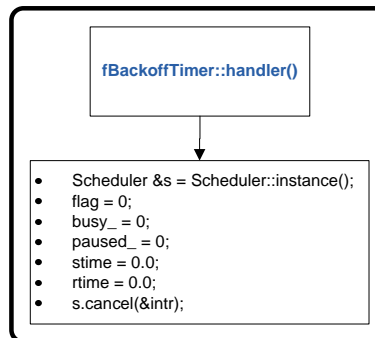 fBackoffTimer::handler()
• Scheduler &s = Scheduler::instance();
• flag = 0;
• busy_ = 0;
• paused_ = 0;
• stime = 0.0;
• rtime = 0.0;
• s.cancel(&intr);